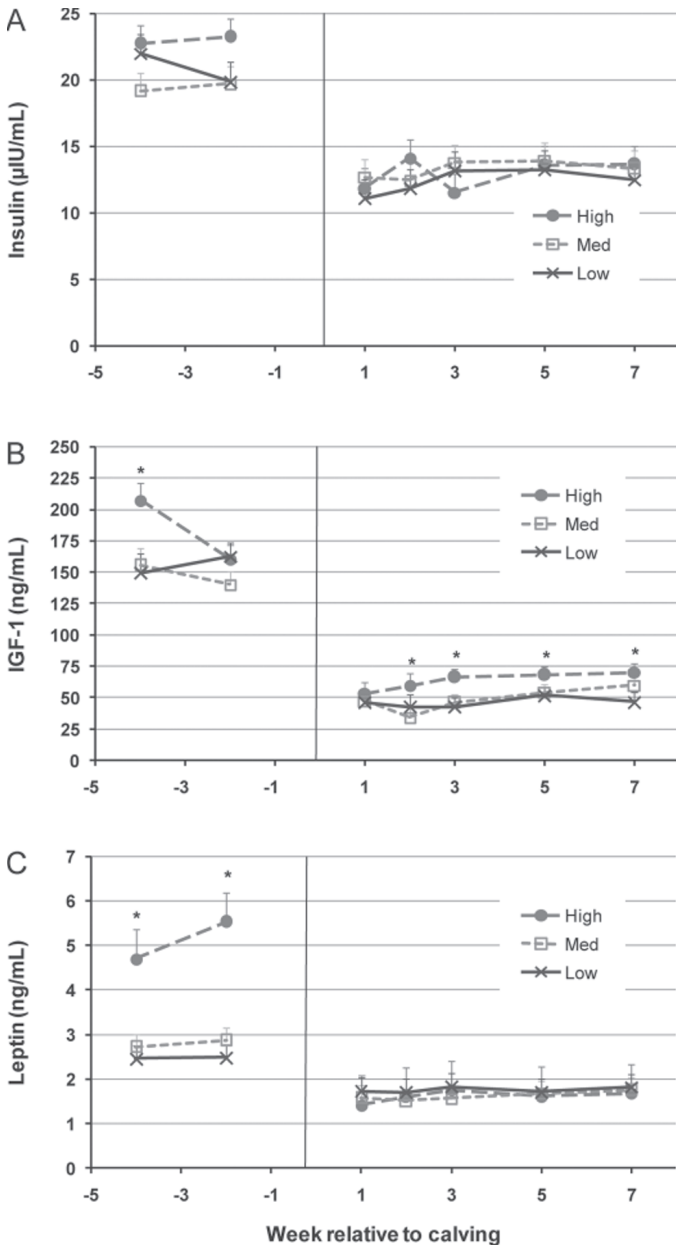 A
Insulin (µIU/mL)
25
20
15
10
5
0
-5 -3 -1 1 3 5 7
High
Med
Low
B
IGF-1 (ng/mL)
250
225
200
175
150
125
100
75
50
25
0
* * * * *
-5 -3 -1 1 3 5 7
High
Med
Low
C
Leptin (ng/mL)
7
6
5
4
3
2
1
0
* *
-5 -3 -1 1 3 5 7
High
Med
Low
Week relative to calving